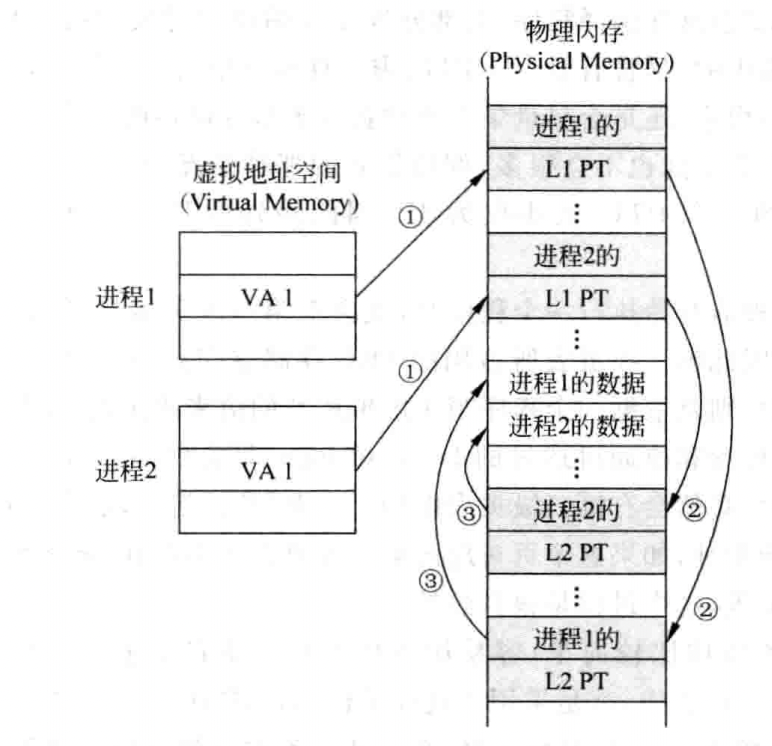 物理内存
(Physical Memory)
进程1的
L1 PT
⋮
进程2的
L1 PT
⋮
进程1的数据
进程2的数据
⋮
进程2的
L2 PT
⋮
进程1的
L2 PT
虚拟地址空间
(Virtual Memory)
进程1
VA 1
进程2
VA 1
①
①
②
②
③
③